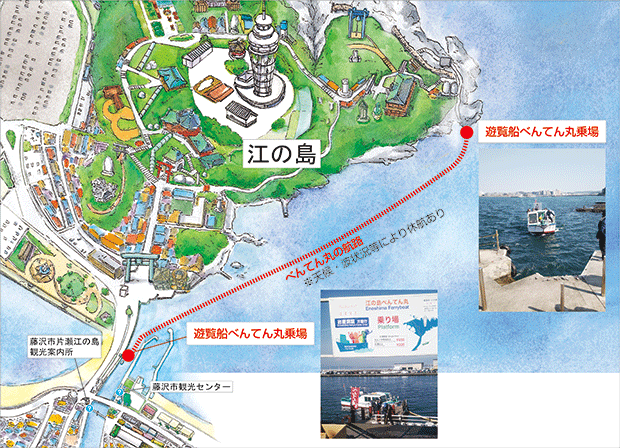 江の島
遊覧船べんてん丸乗場
べんてん丸の航路
※天候・波状況等により休航あり
江の島べんてん丸
Enoshima Ferryboat
乗り場
Platform
遊覧船べんてん丸乗場
藤沢市片瀬江の島
観光案内所
藤沢市観光センター